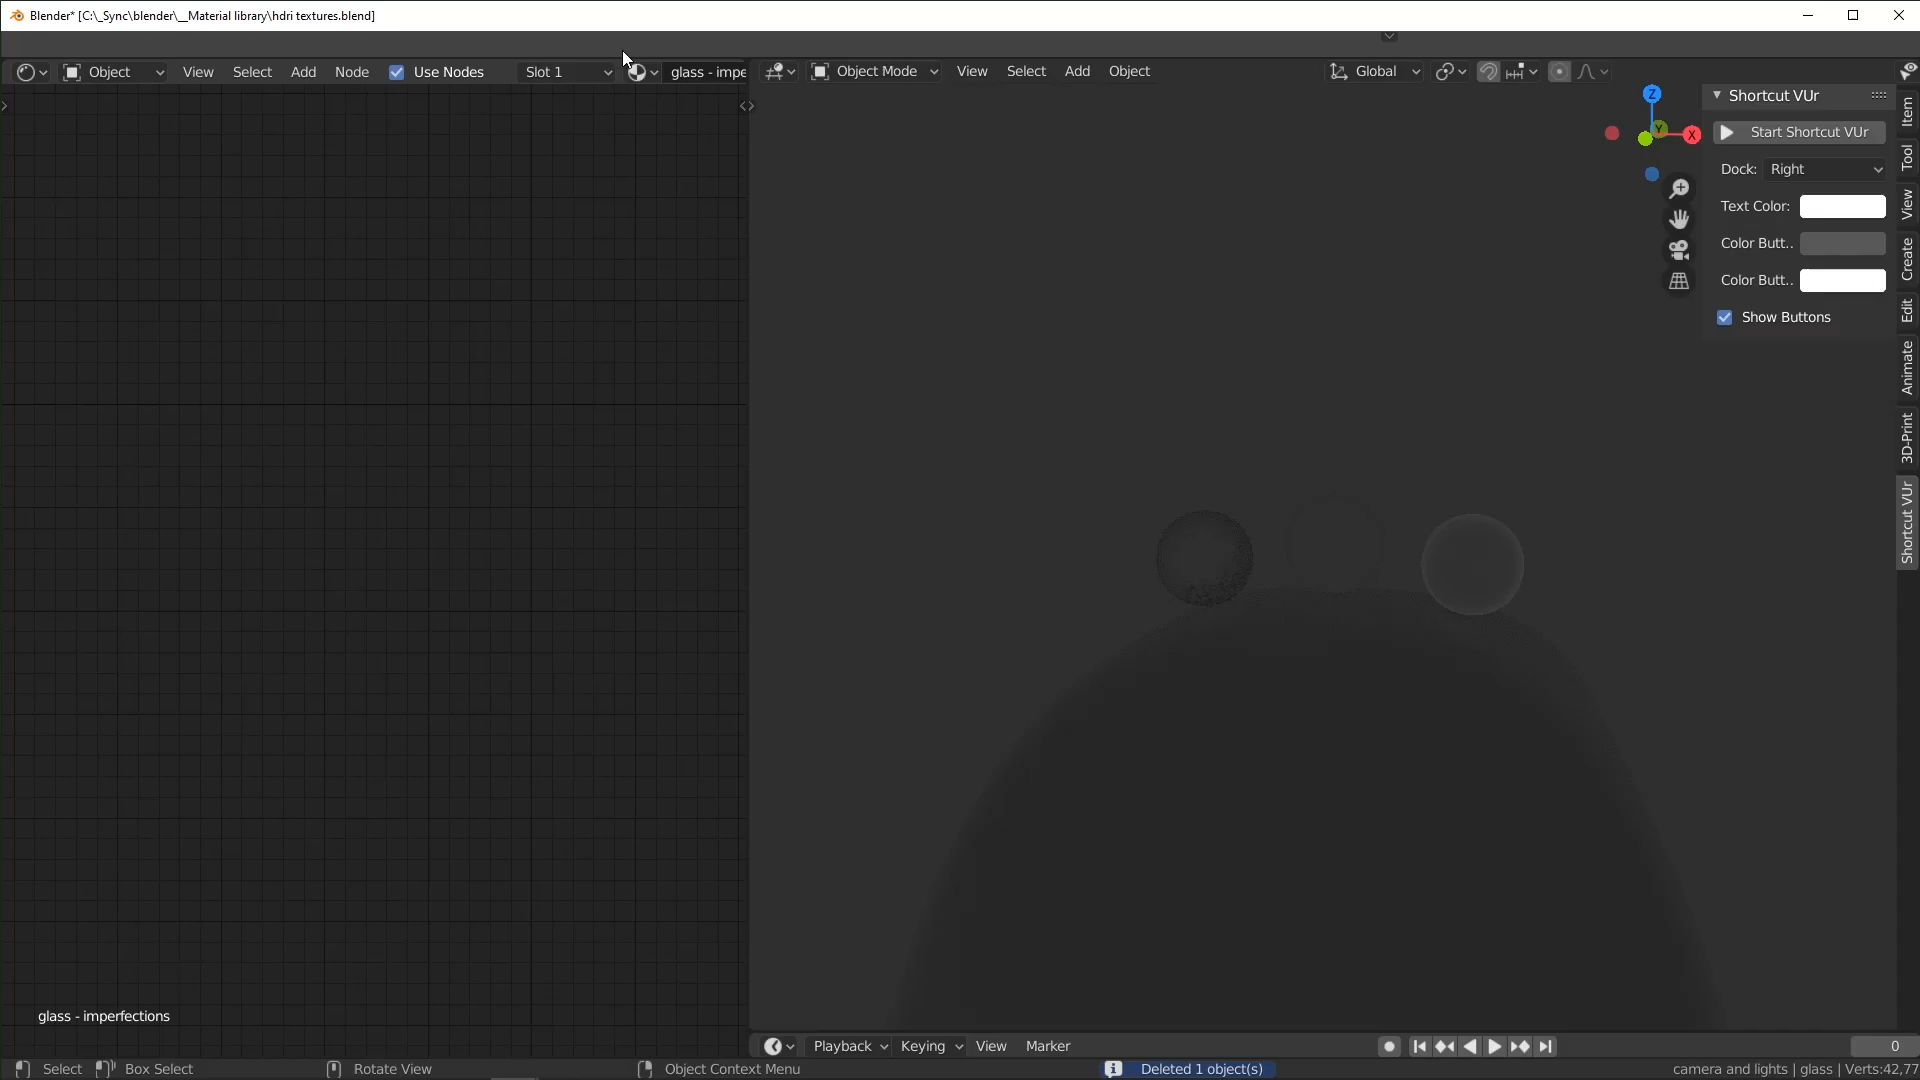 Blender* [C:\_Sync\blender\__Material library\hdri textures.blend]
Object View Select Add Node Use Nodes Slot 1 glass - impe
Object Mode View Select Add Object Global
Z
Y
X
Shortcut VUr
Start Shortcut VUr
Dock: Right
Text Color:
Color Butt..
Color Butt..
Show Buttons
Item
Tool
View
Create
Edit
Animate
3D-Print
Shortcut VUr
glass - imperfections
Playback Keying View Marker 0
Select Box Select Rotate View Object Context Menu Deleted 1 object(s) camera and lights | glass | Verts:42,77